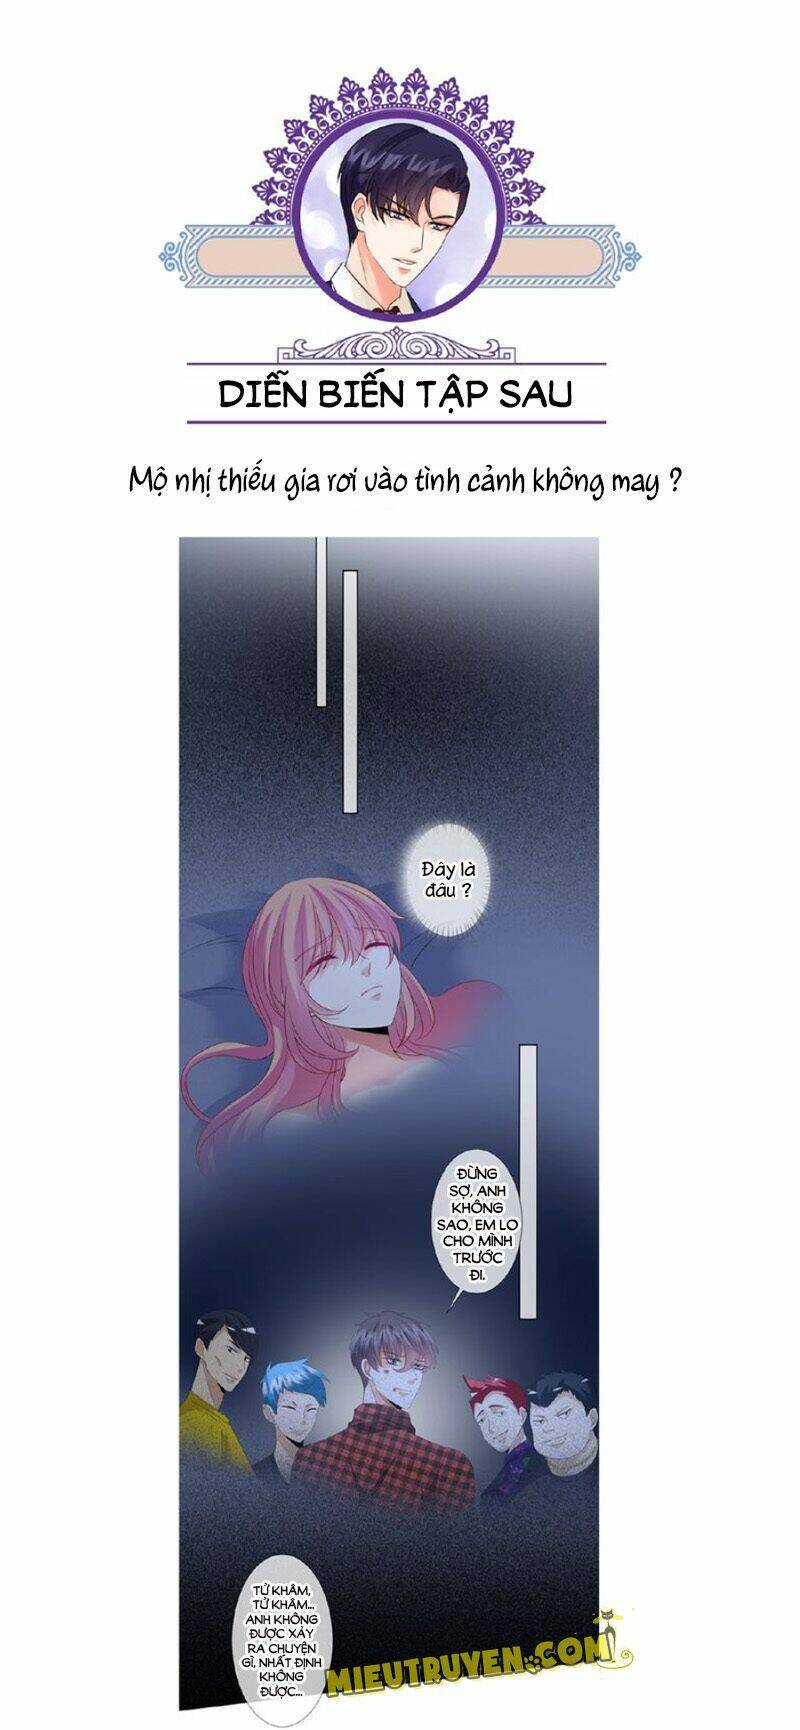 DIỄN BIẾN TẬP SAU
Mộ nhị thiếu gia rơi vào tình cảnh không may ?
Đây là
đâu ?
ĐỪNG
SỢ, ANH
KHÔNG
SAO, EM LO
CHO MÌNH
TRƯỚC
ĐI.
TỬ KHÂM,
TỬ KHÂM...
ANH KHÔNG
ĐƯỢC XẢY
RA CHUYỆN
GÌ, NHẤT ĐỊNH
KHÔNG
ĐƯỢC...
MIEUTRUYEN.COM